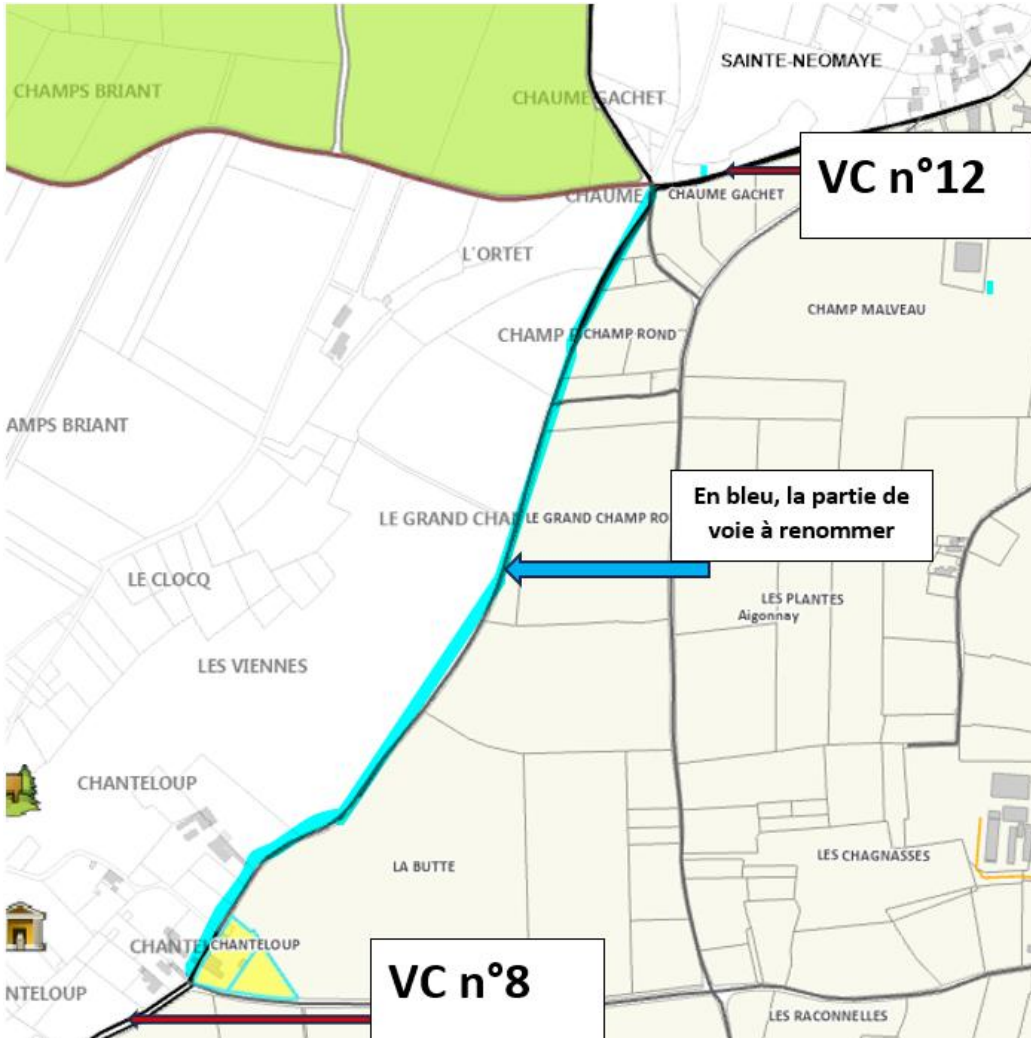 SAINTE-NEOMAYE
CHAMPS BRIANT
CHAUME GACHET
VC n°12
CHAUME
CHAUME GACHET
L'ORTET
CHAMP MALVEAU
CHAMP
CHAMP ROND
AMPS BRIANT
En bleu, la partie de
voie à renommer
LE GRAND CHA
LE GRAND CHAMP RO
LE CLOCQ
LES PLANTES
Aigonnay
LES VIENNES
CHANTELOUP
LES CHAGNASSES
LA BUTTE
CHANTE
CHANTELOUP
VC n°8
NTELOUP
LES RACONNELLES